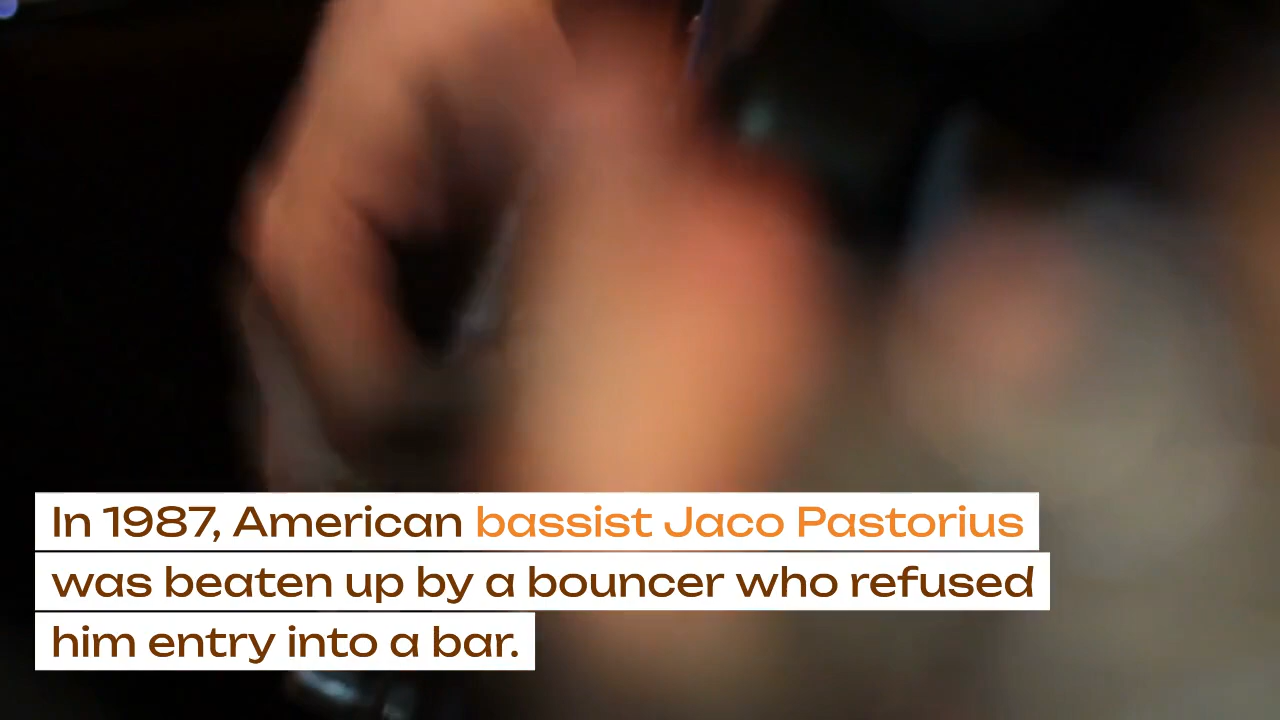 In 1987, American bassist Jaco Pastorius
was beaten up by a bouncer who refused
him entry into a bar.